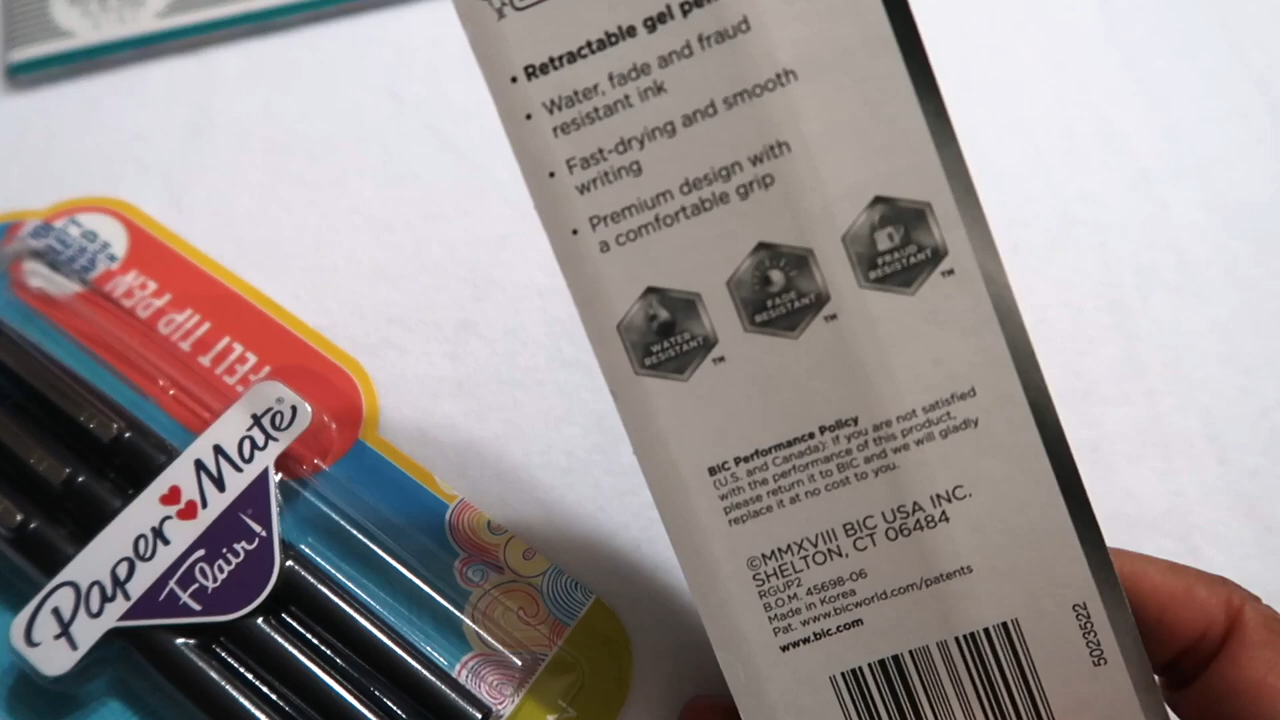 • Retractable gel pen
• Water, fade and fraud
resistant ink
• Fast-drying and smooth
writing
• Premium design with
a comfortable grip
WATER
RESISTANT™
FADE
RESISTANT™
FRAUD
RESISTANT™
BIC Performance Policy
(U.S. and Canada): If you are not satisfied
with the performance of this product,
please return it to BIC and we will gladly
replace it at no cost to you.
©MMXVIII BIC USA INC.
SHELTON, CT 06484
RGUP2
B.O.M. 45698-06
Made in Korea
Pat. www.bicworld.com/patents
www.bic.com
5023522
FELT TIP PEN
Paper Mate®
Flair!